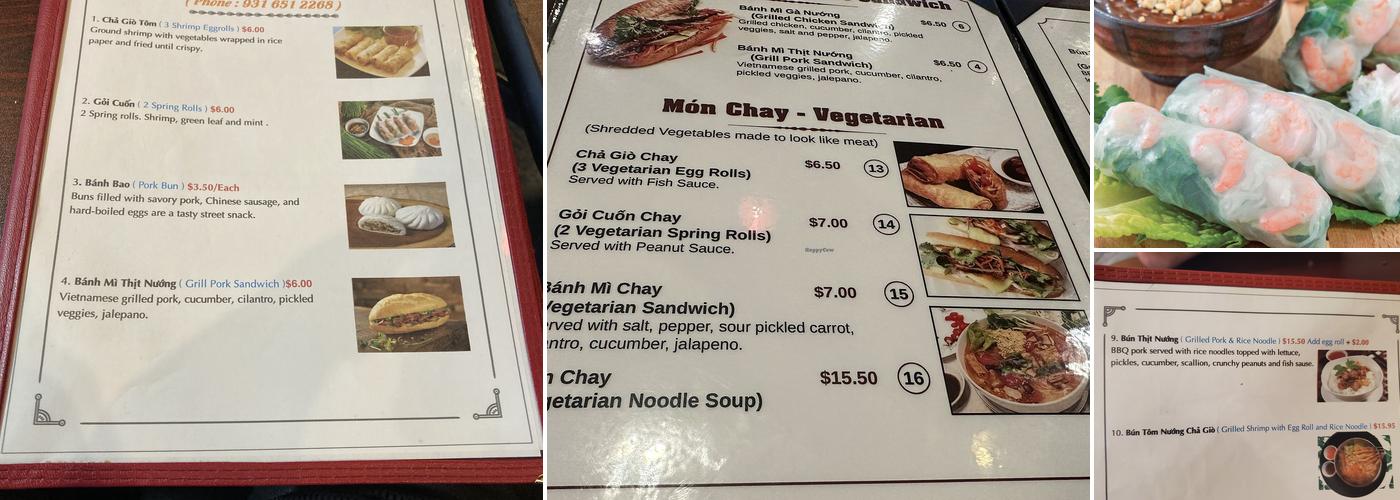 ( Phone : 931 651 2268 )
1. Chả Giò Tôm ( 3 Shrimp Eggrolls ) $6.00
Ground shrimp with vegetables wrapped in rice
paper and fried until crispy.
2. Gỏi Cuốn ( 2 Spring Rolls ) $6.00
2 Spring rolls. Shrimp, green leaf and mint .
3. Bánh Bao ( Pork Bun ) $3.50/Each
Buns filled with savory pork, Chinese sausage, and
hard-boiled eggs are a tasty street snack.
4. Bánh Mì Thịt Nướng ( Grill Pork Sandwich )$6.00
Vietnamese grilled pork, cucumber, cilantro, pickled
veggies, jalepano.
Sandwich
Bánh Mì Gà Nướng
(Grilled Chicken Sandwich) $6.50 6
Grilled chicken, cucumber, cilantro, pickled
veggies, salt and pepper, jalapeno.
Bánh Mì Thịt Nướng
(Grill Pork Sandwich) $6.50 4
Vietnamese grilled pork, cucumber, cilantro,
pickled veggies, jalapeno.
Món Chay - Vegetarian
(Shredded Vegetables made to look like meat)
Chả Giò Chay $6.50 13
(3 Vegetarian Egg Rolls)
Served with Fish Sauce.
Gỏi Cuốn Chay $7.00 14
(2 Vegetarian Spring Rolls)
Served with Peanut Sauce.
HappyCow
Bánh Mì Chay $7.00 15
Vegetarian Sandwich)
erved with salt, pepper, sour pickled carrot,
antro, cucumber, jalapeno.
n Chay $15.50 16
getarian Noodle Soup)
9. Bún Thịt Nướng ( Grilled Pork & Rice Noodle ) $15.50 Add egg roll + $2.00
BBQ pork served with rice noodles topped with lettuce,
pickles, cucumber, scallion, crunchy peanuts and fish sause.
10. Bún Tôm Nướng Chả Giò ( Grilled Shrimp with Egg Roll and Rice Noodle ) $15.95